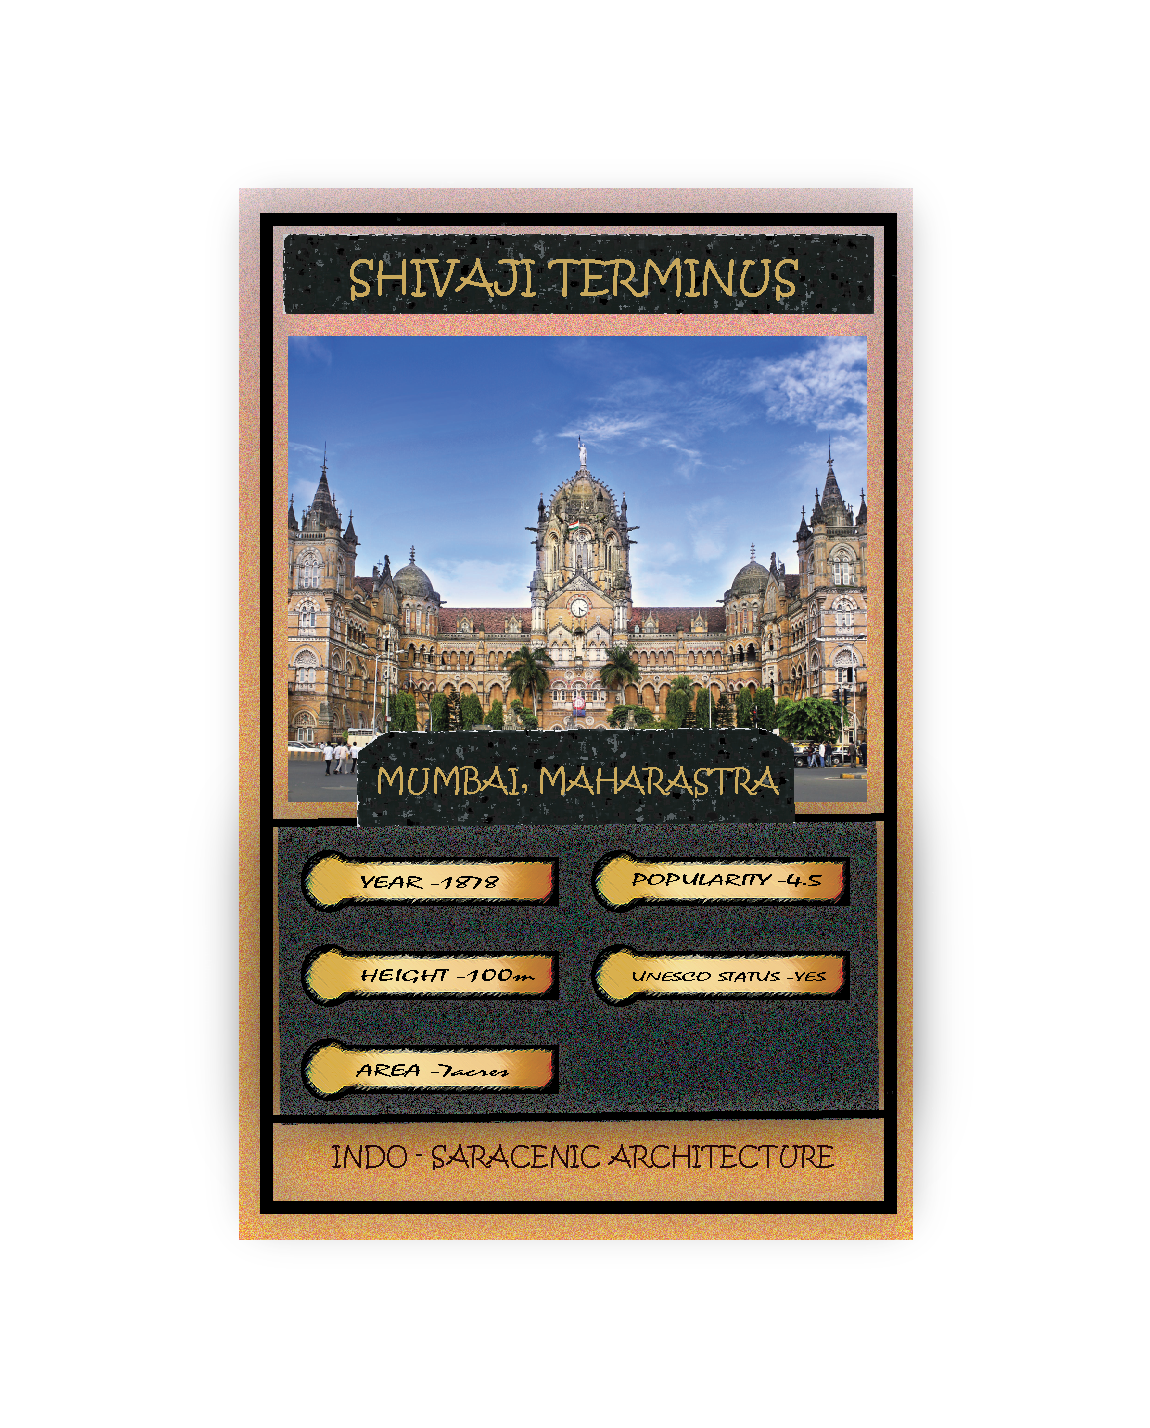 SHIVAJI TERMINUS
MUMBAI, MAHARASTRA
YEAR -1878
POPULARITY -4.5
HEIGHT -100m
UNESCO STATUS -YES
AREA -7acres
INDO - SARACENIC ARCHITECTURE